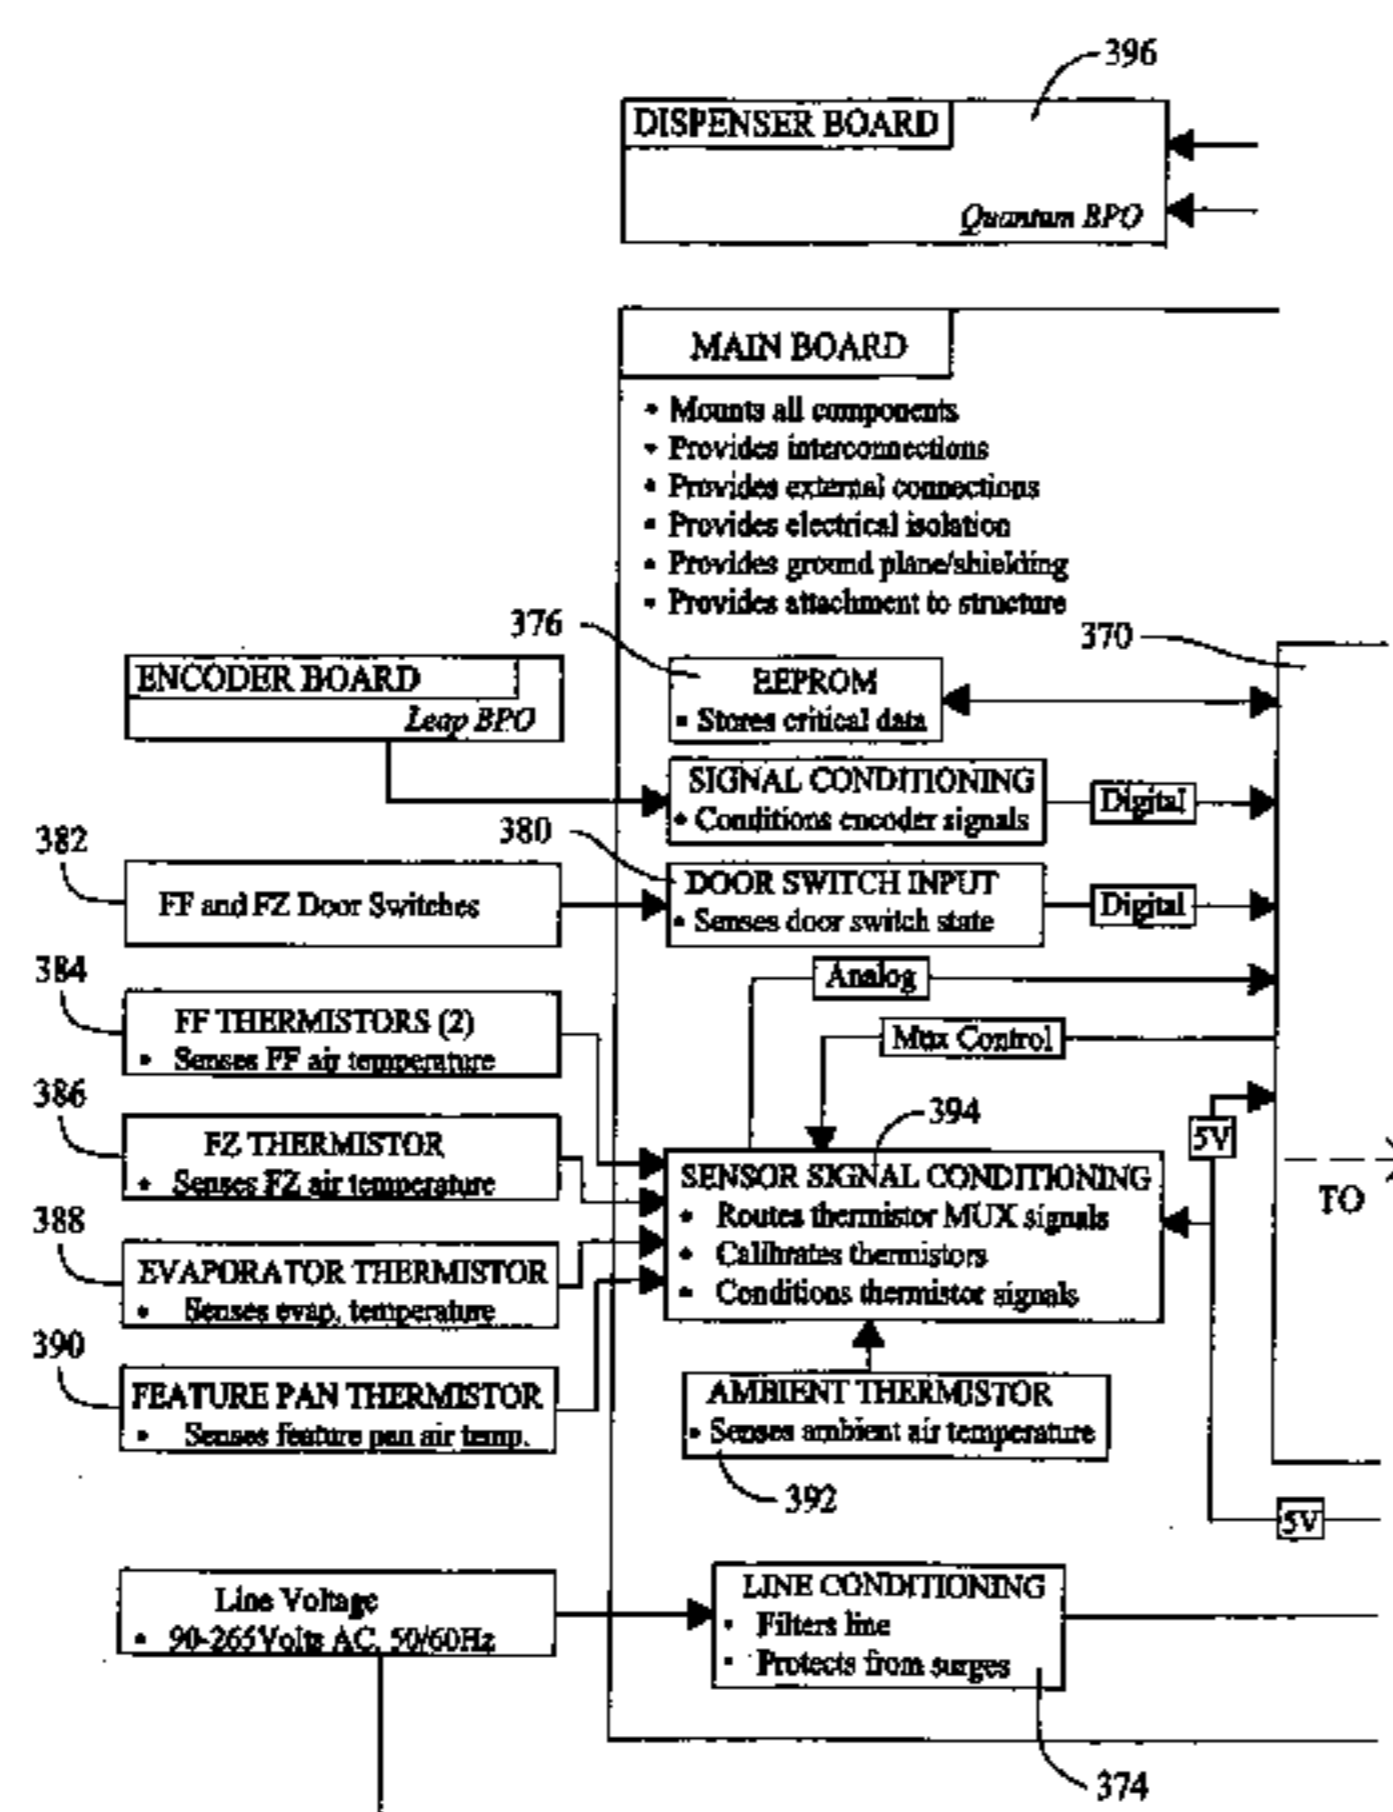 396
DISPENSER BOARD
Quantum BPO
MAIN BOARD
• Mounts all components
• Provides interconnections
• Provides external connections
• Provides electrical isolation
• Provides ground plane/shielding
• Provides attachment to structure
376
370
ENCODER BOARD
Leap BPO
EEPROM
• Stores critical data
SIGNAL CONDITIONING
• Conditions encoder signals
Digital
382
380
FF and FZ Door Switches
DOOR SWITCH INPUT
• Senses door switch state
Digital
384
Analog
FF THERMISTORS (2)
• Senses FF air temperature
Mux Control
386
394
FZ THERMISTOR
• Senses FZ air temperature
5V
SENSOR SIGNAL CONDITIONING
• Routes thermistor MUX signals
• Calibrates thermistors
• Conditions thermistor signals
TO
388
EVAPORATOR THERMISTOR
• Senses evap, temperature
390
FEATURE PAN THERMISTOR
• Senses feature pan air temp.
AMBIENT THERMISTOR
• Senses ambient air temperature
392
5V
Line Voltage
• 90-265Volts AC, 50/60Hz
LINE CONDITIONING
• Filters line
• Protects from surges
374